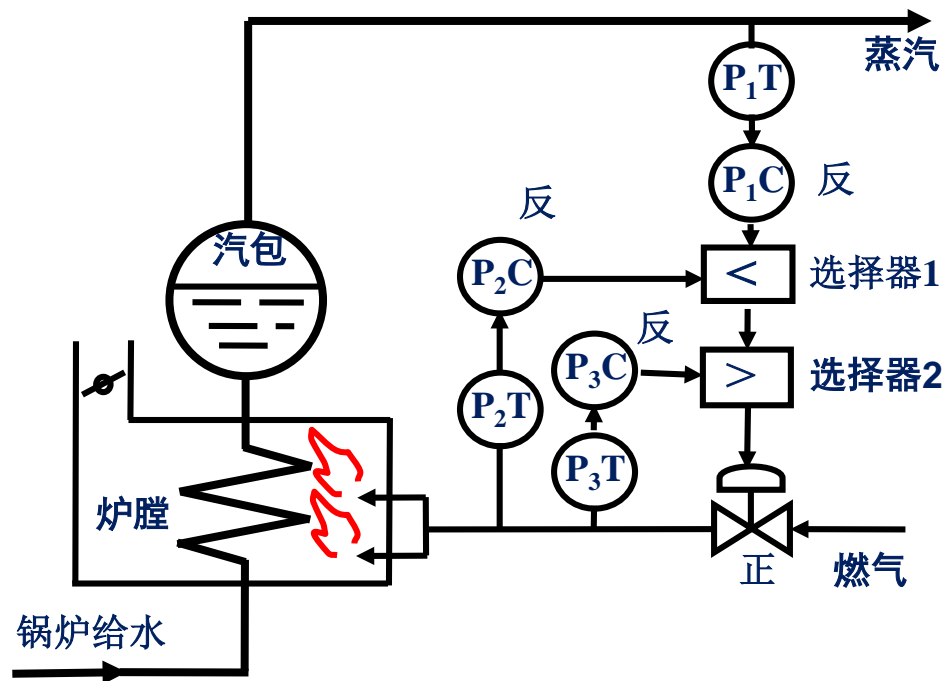 蒸汽
P₁T
P₁C
反
反
汽包
P₂C
<
选择器1
反
P₃C
>
选择器2
P₂T
P₃T
炉膛
正
燃气
锅炉给水